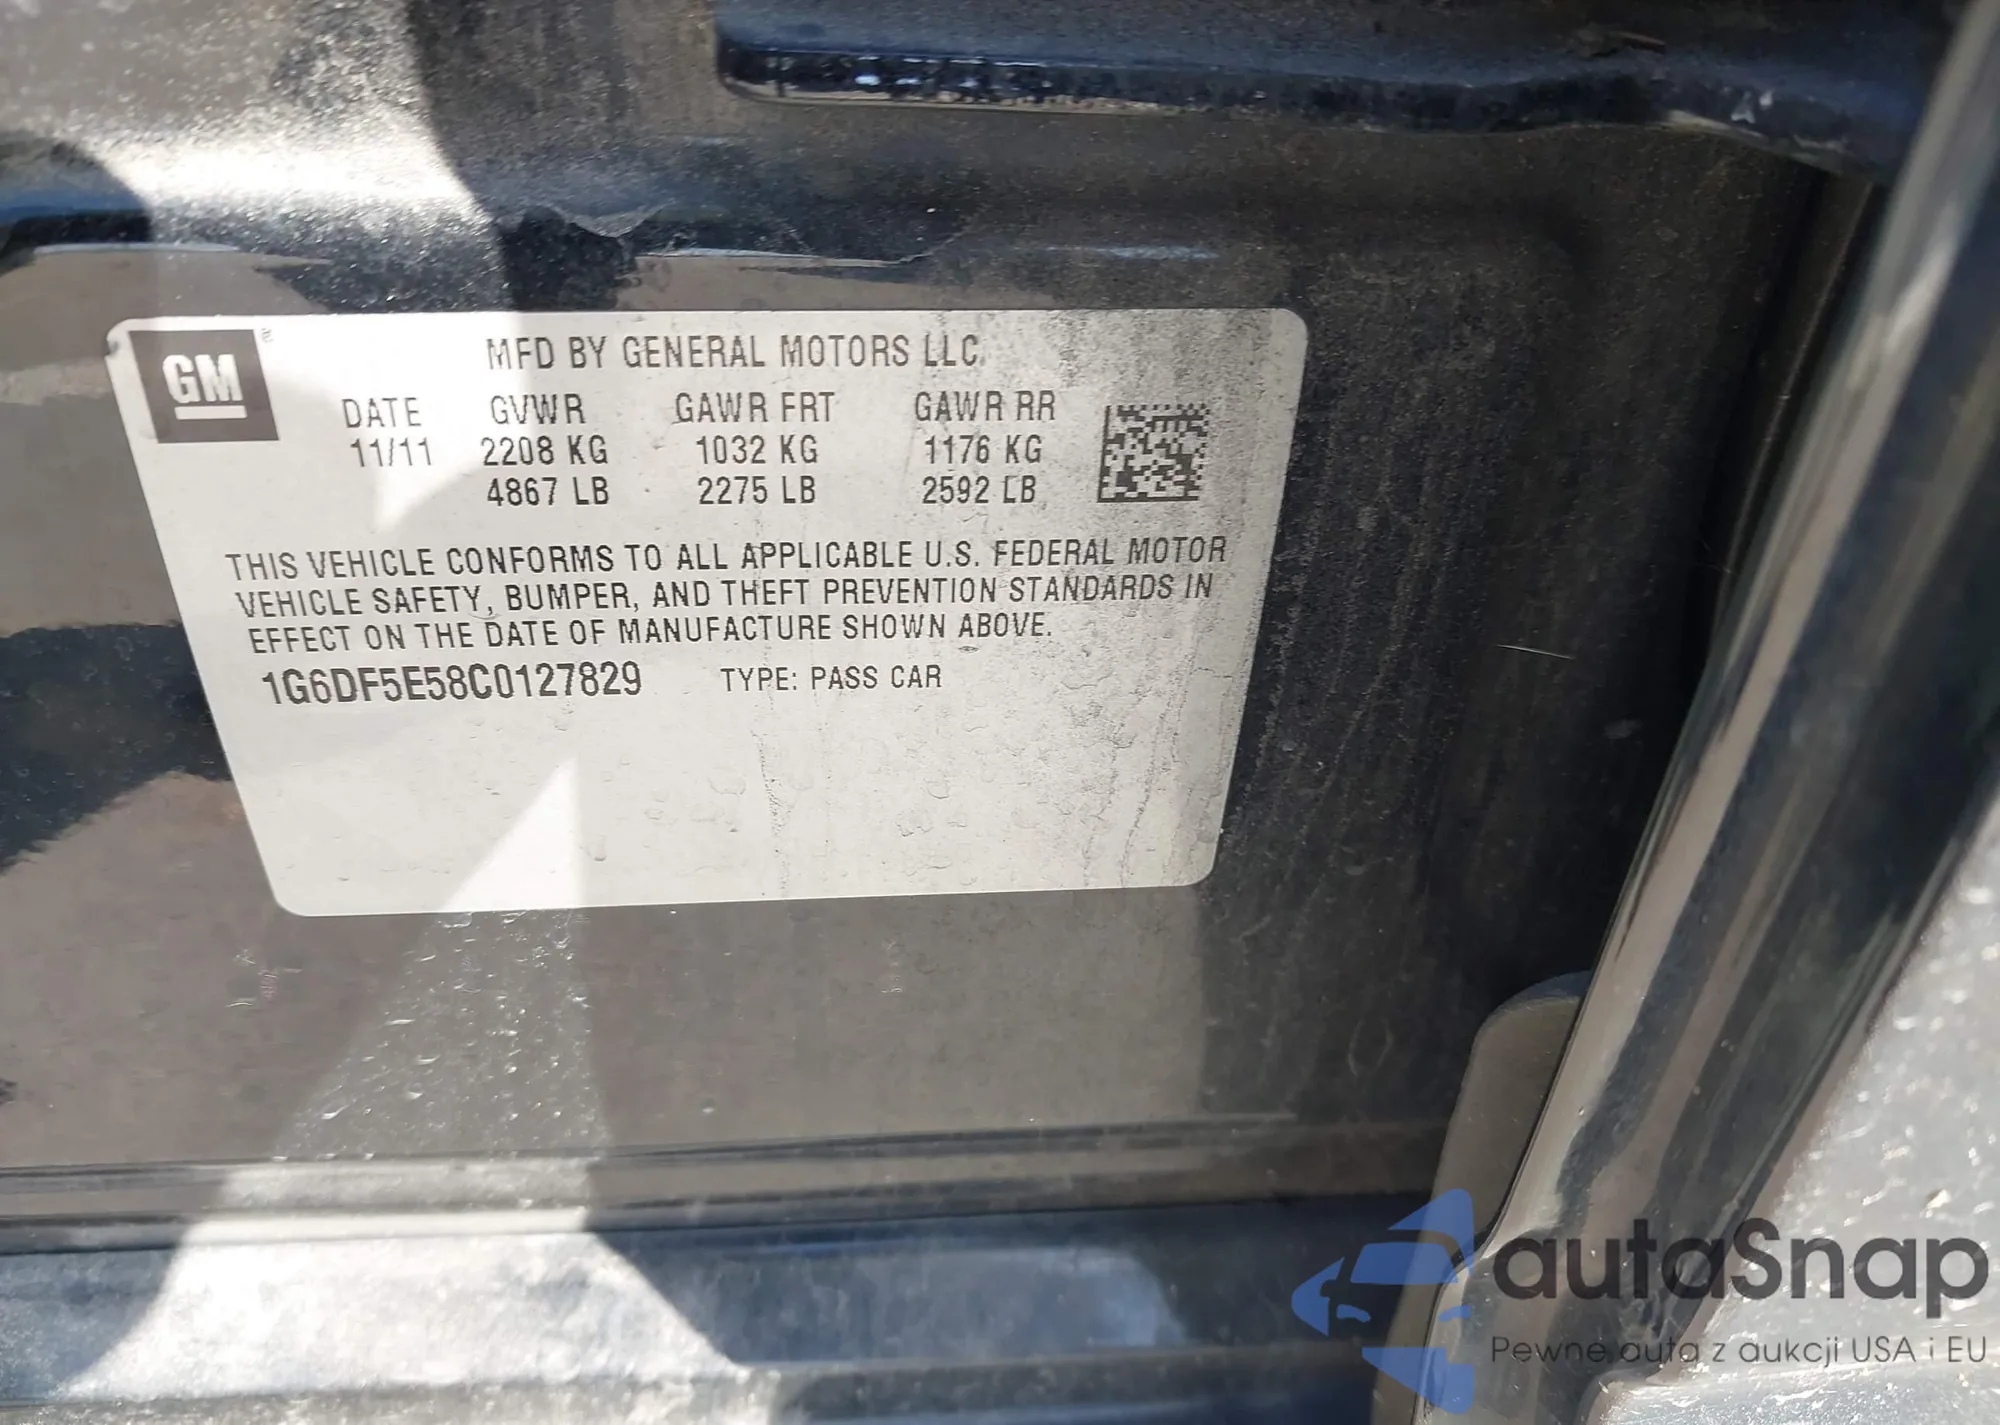 GM
MFD BY GENERAL MOTORS LLC.
DATE GVWR GAWR FRT GAWR RR
11/11 2208 KG 1032 KG 1176 KG
4867 LB 2275 LB 2592 LB
THIS VEHICLE CONFORMS TO ALL APPLICABLE U.S. FEDERAL MOTOR
VEHICLE SAFETY, BUMPER, AND THEFT PREVENTION STANDARDS IN
EFFECT ON THE DATE OF MANUFACTURE SHOWN ABOVE.
1G6DF5E58C0127829 TYPE: PASS CAR
autaSnap
Pewne auta z aukcji USA i EU